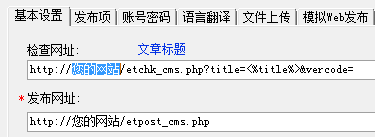 基本设置 发布项 账号密码 语言翻译 文件上传 模拟Web发布
检查网址: 文章标题
http://您的网站/etchk_cms.php?title=<%title%>&vercode=
* 发布网址:
http://您的网站/etpost_cms.php